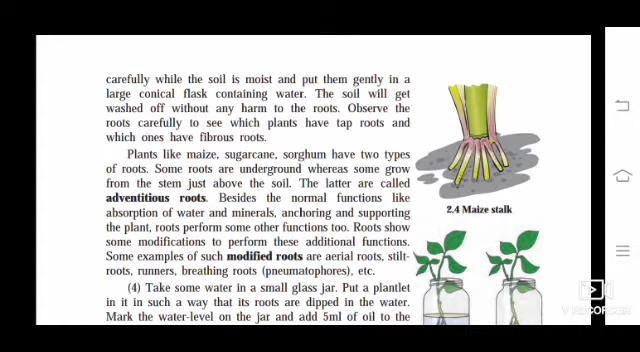 carefully while the soil is moist and put them gently in a
large conical flask containing water. The soil will get
washed off without any harm to the roots. Observe the
roots carefully to see which plants have tap roots and
which ones have fibrous roots.
Plants like maize, sugarcane, sorghum have two types
of roots. Some roots are underground whereas some grow
from the stem just above the soil. The latter are called
adventitious roots. Besides the normal functions like
absorption of water and minerals, anchoring and supporting
the plant, roots perform some other functions too. Roots show
some modifications to perform these additional functions.
Some examples of such modified roots are aerial roots, stilt-
roots, runners, breathing roots (pneumatophores), etc.
(4) Take some water in a small glass jar. Put a plantlet
in it in such a way that its roots are dipped in the water.
Mark the water-level on the jar and add 5ml of oil to the
2.4 Maize stalk
V RECORDER